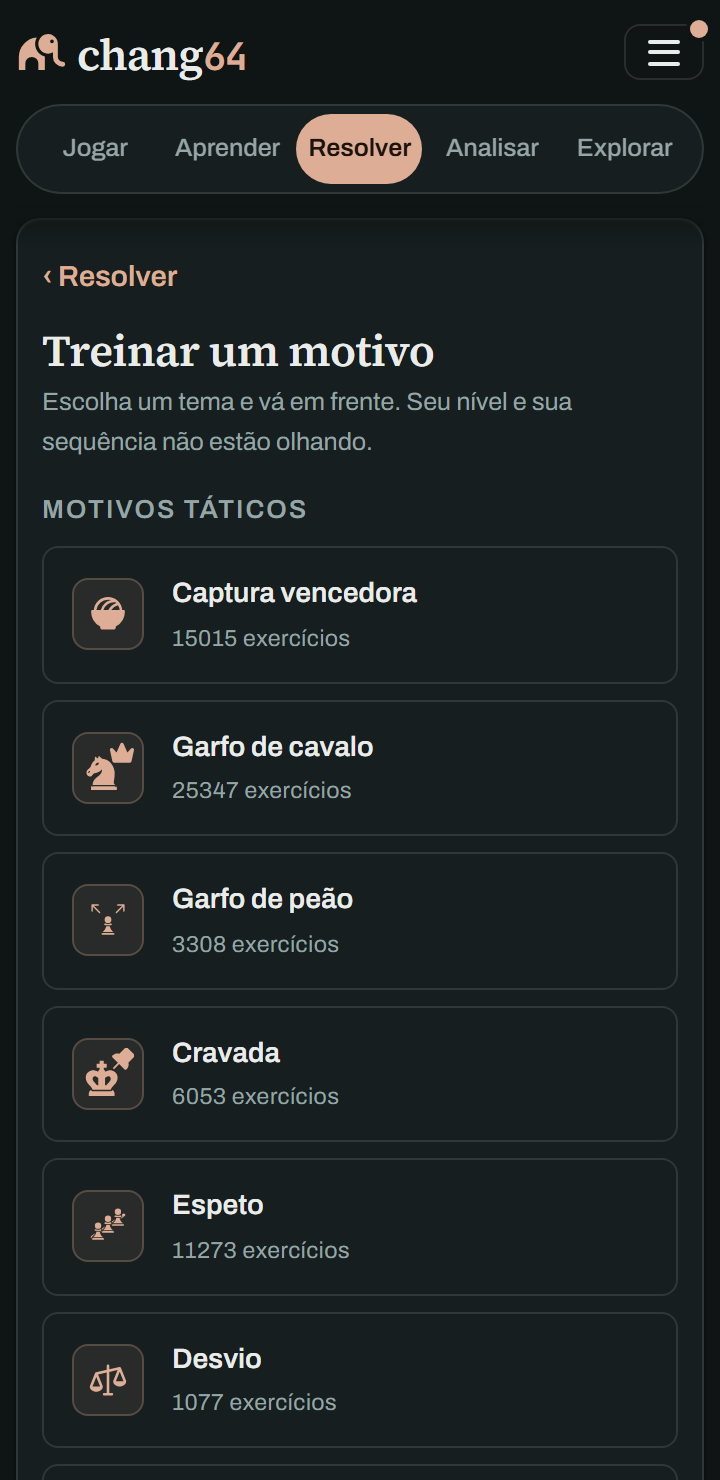 chang64
Jogar
Aprender
Resolver
Analisar
Explorar
‹ Resolver
Treinar um motivo
Escolha um tema e vá em frente. Seu nível e sua
sequência não estão olhando.
MOTIVOS TÁTICOS
Captura vencedora
15015 exercícios
Garfo de cavalo
25347 exercícios
Garfo de peão
3308 exercícios
Cravada
6053 exercícios
Espeto
11273 exercícios
Desvio
1077 exercícios